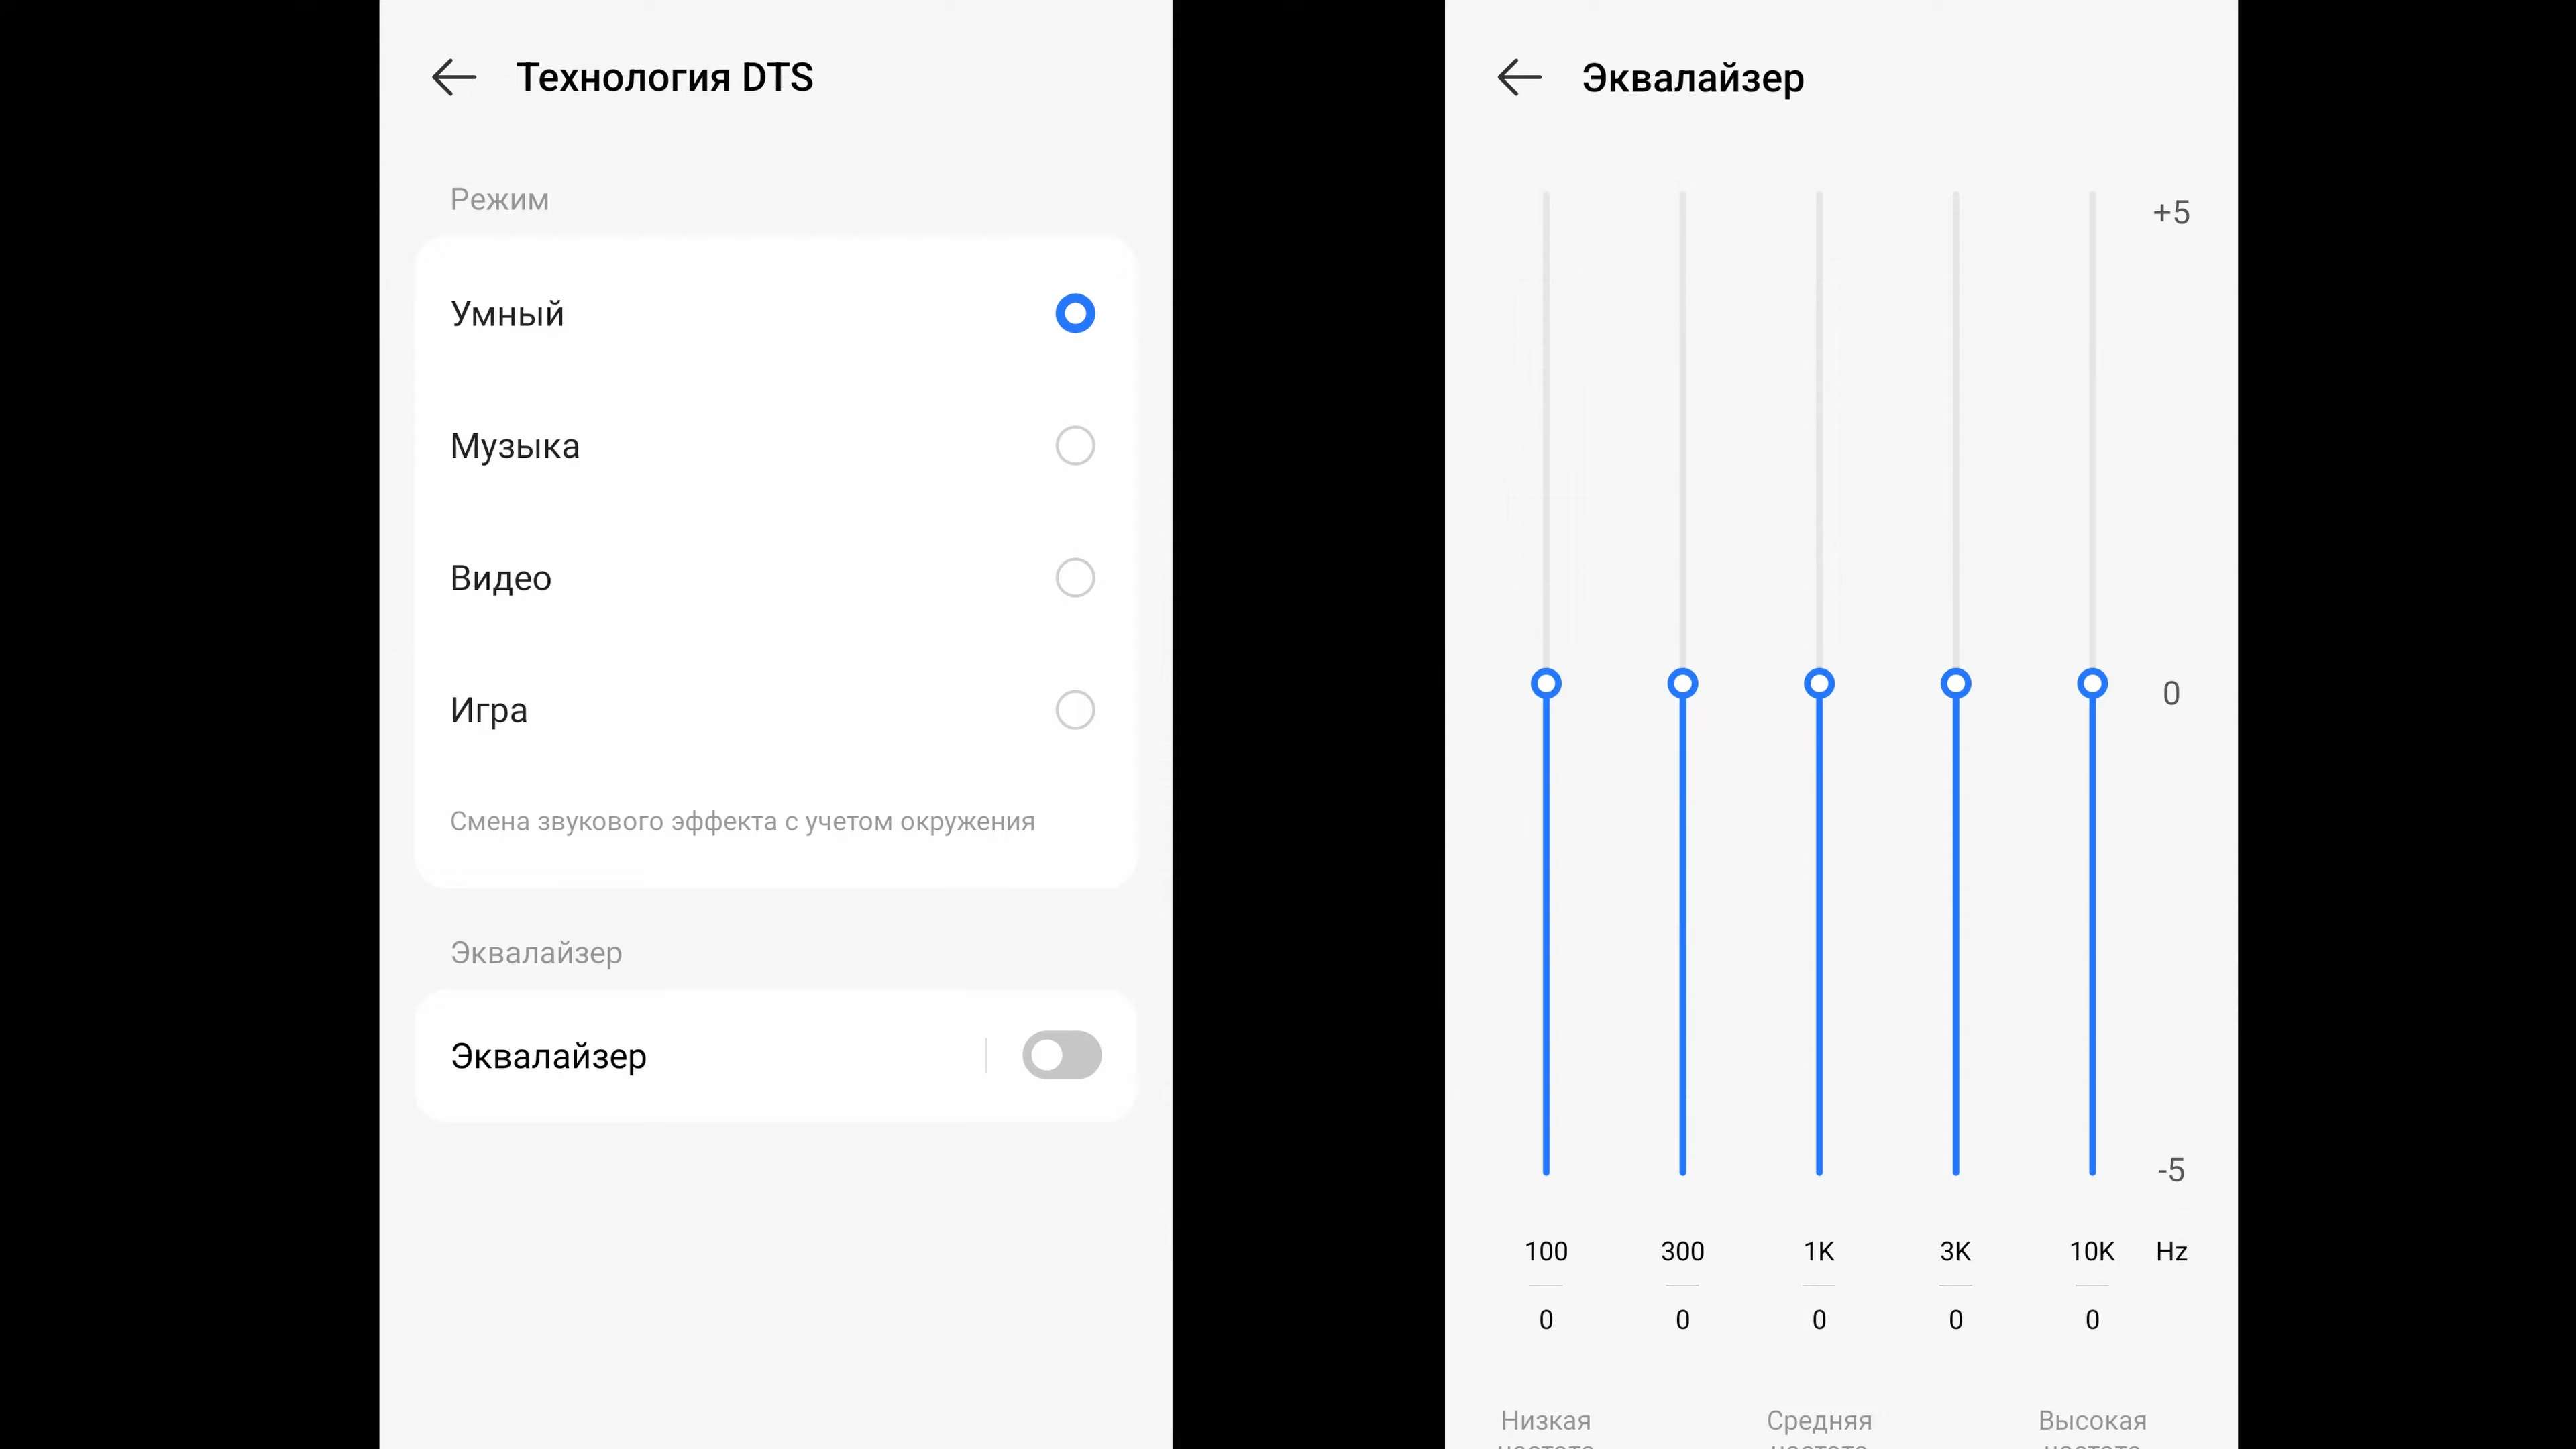 Технология DTS
Режим
Умный
Музыка
Видео
Игра
Смена звукового эффекта с учетом окружения
Эквалайзер
Эквалайзер
Эквалайзер
+5
0
-5
100 300 1K 3K 10K Hz
0 0 0 0 0
Низкая Средняя Высокая